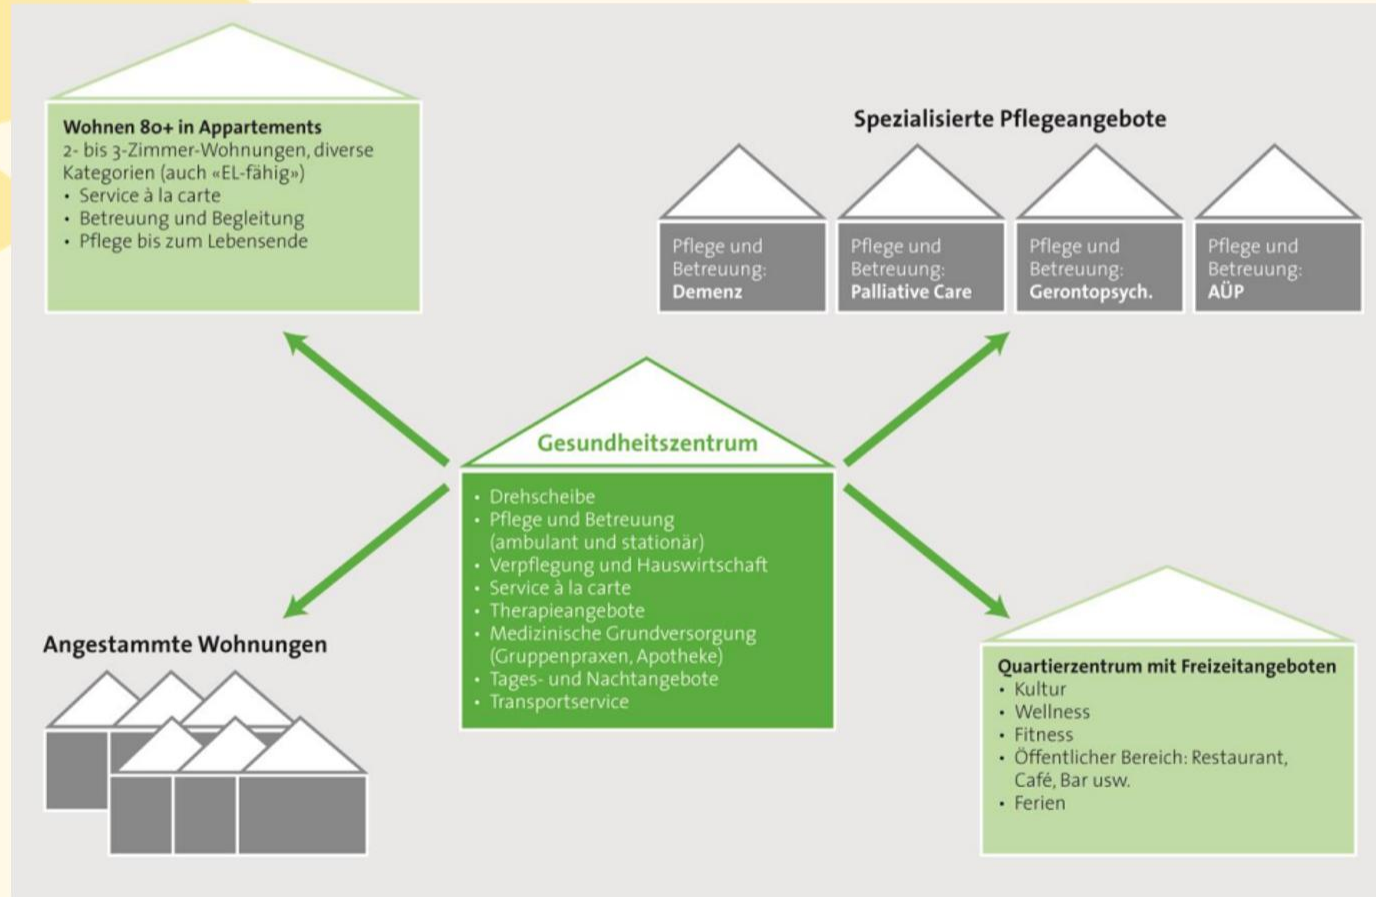 Wohnen 80+ in Appartements
2- bis 3-Zimmer-Wohnungen, diverse
Kategorien (auch «EL-fähig»)
• Service à la carte
• Betreuung und Begleitung
• Pflege bis zum Lebensende
Spezialisierte Pflegeangebote
Pflege und
Betreuung:
Demenz
Pflege und
Betreuung:
Palliative Care
Pflege und
Betreuung:
Gerontopsych.
Pflege und
Betreuung:
AÜP
Gesundheitszentrum
• Drehscheibe
• Pflege und Betreuung
(ambulant und stationär)
• Verpflegung und Hauswirtschaft
• Service à la carte
• Therapieangebote
• Medizinische Grundversorgung
(Gruppenpraxen, Apotheke)
• Tages- und Nachtangebote
• Transportservice
Angestammte Wohnungen
Quartierzentrum mit Freizeitangeboten
• Kultur
• Wellness
• Fitness
• Öffentlicher Bereich: Restaurant,
Café, Bar usw.
• Ferien